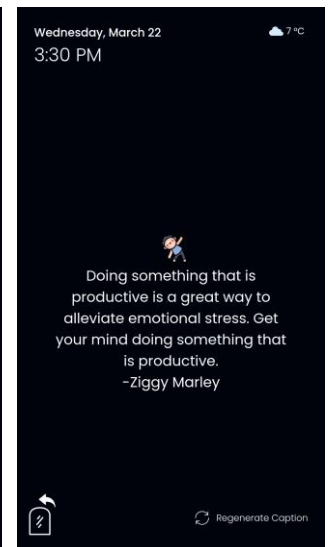 Wednesday, March 22
7 °C
3:30 PM
Doing something that is
productive is a great way to
alleviate emotional stress. Get
your mind doing something that
is productive.
-Ziggy Marley
Regenerate Caption